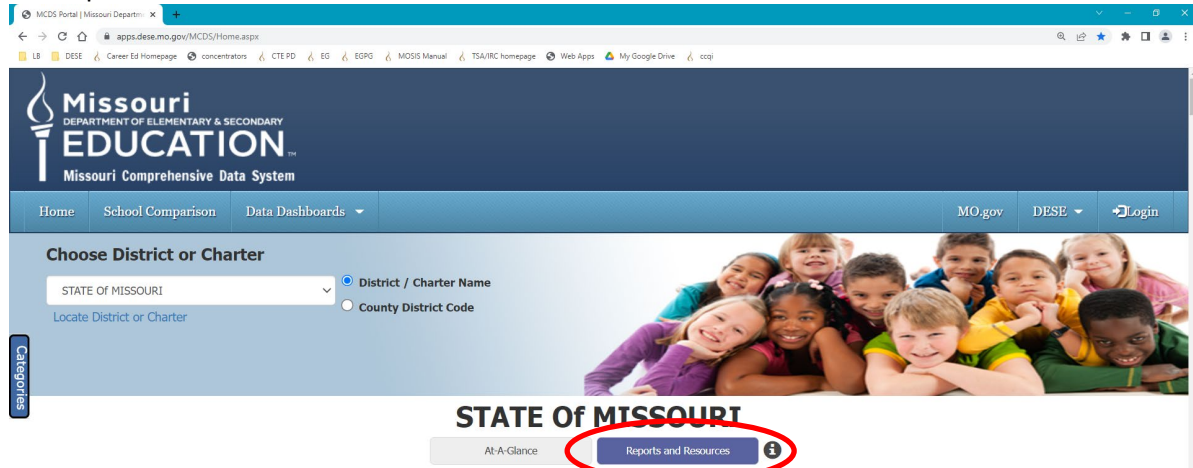 MCDS Portal | Missouri Departme
apps.dese.mo.gov/MCDS/Home.aspx
LB DESE Career Ed Homepage concentrators CTE PD EG EGPG MOSIS Manual TSA/IRC homepage Web Apps My Google Drive ccqi
Missouri
DEPARTMENT OF ELEMENTARY & SECONDARY
EDUCATION™
Missouri Comprehensive Data System
Home School Comparison Data Dashboards MO.gov DESE Login
Choose District or Charter
STATE Of MISSOURI
District / Charter Name
County District Code
Locate District or Charter
Categories
STATE Of MISSOURI
At-A-Glance Reports and Resources